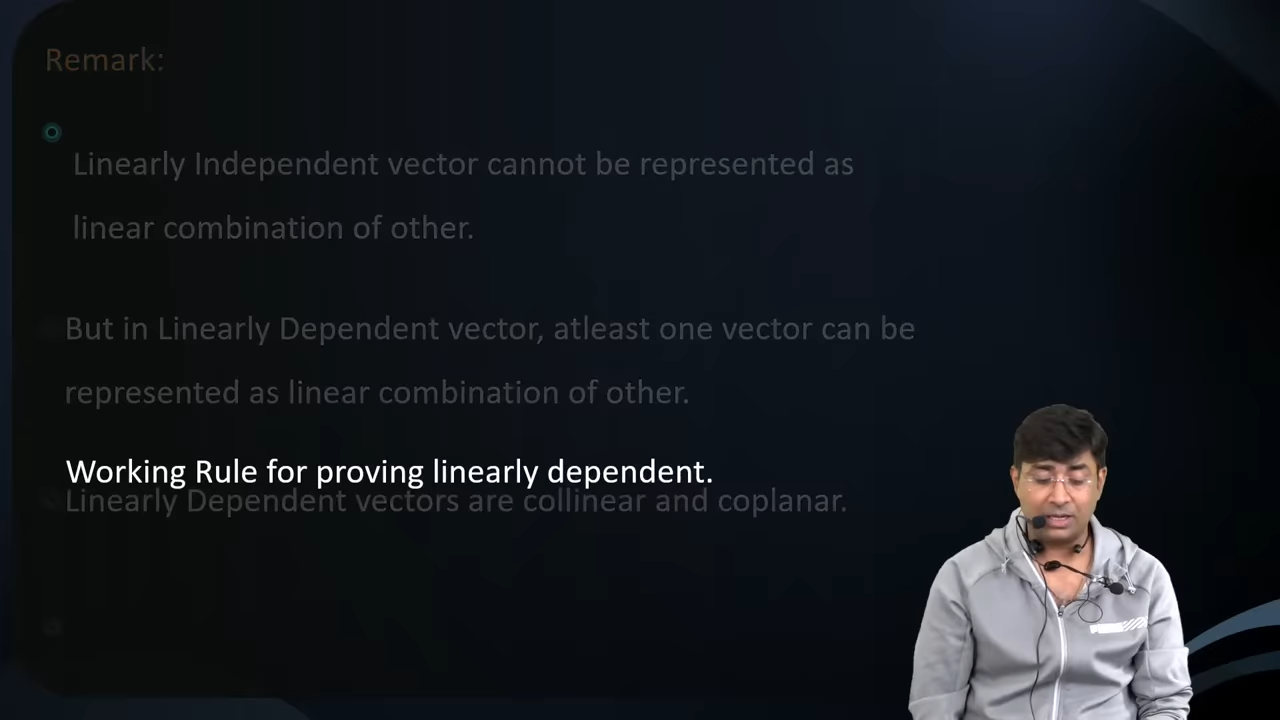 Remark:
Linearly Independent vector cannot be represented as
linear combination of other.
But in Linearly Dependent vector, atleast one vector can be
represented as linear combination of other.
Working Rule for proving linearly dependent.
Linearly Dependent vectors are collinear and coplanar.